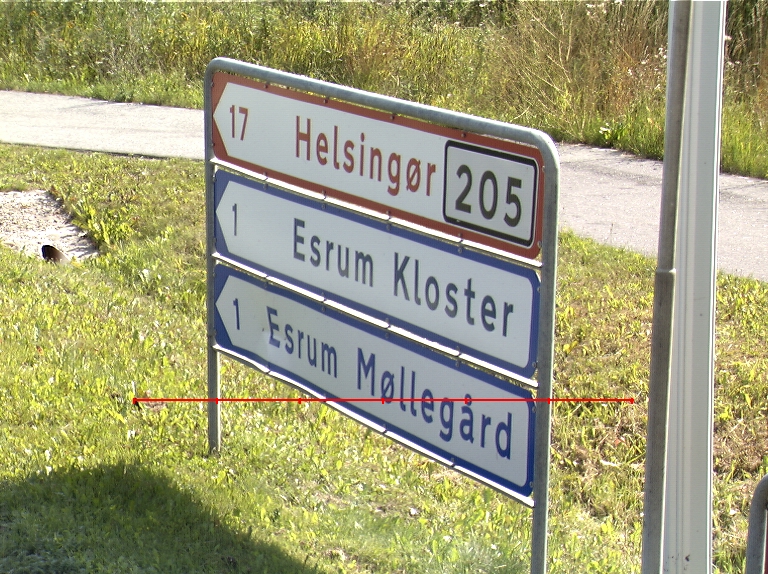 17 Helsingør 205
1 Esrum Kloster
1 Esrum Møllegård